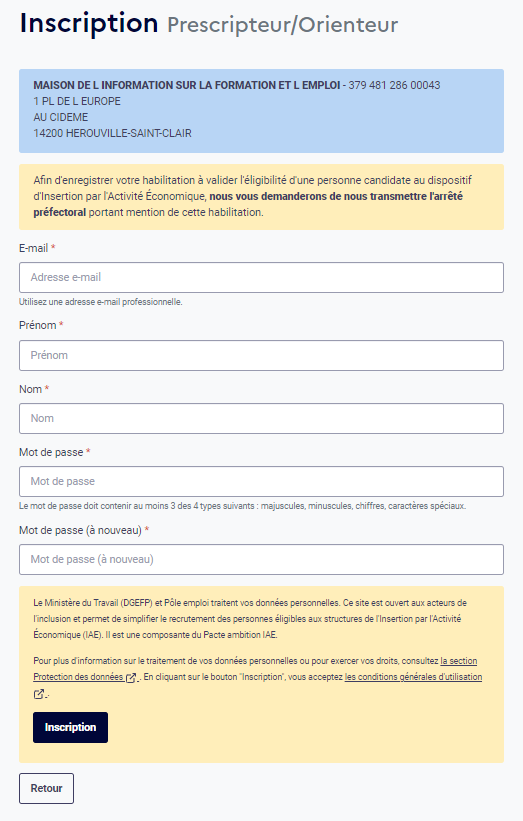 Inscription Prescripteur/Orienteur
MAISON DE L INFORMATION SUR LA FORMATION ET L EMPLOI - 379 481 286 00043
1 PL DE L EUROPE
AU CIDEME
14200 HEROUVILLE-SAINT-CLAIR
Afin d'enregistrer votre habilitation à valider l'éligibilité d'une personne candidate au dispositif
d'Insertion par l'Activité Économique, nous vous demanderons de nous transmettre l'arrêté
préfectoral portant mention de cette habilitation.
E-mail *
Adresse e-mail
Utilisez une adresse e-mail professionnelle.
Prénom *
Prénom
Nom *
Nom
Mot de passe *
Mot de passe
Le mot de passe doit contenir au moins 3 des 4 types suivants : majuscules, minuscules, chiffres, caractères spéciaux.
Mot de passe (à nouveau) *
Mot de passe (à nouveau)
Le Ministère du Travail (DGEFP) et Pôle emploi traitent vos données personnelles. Ce site est ouvert aux acteurs de
l'inclusion et permet de simplifier le recrutement des personnes éligibles aux structures de l'Insertion par l'Activité
Économique (IAE). Il est une composante du Pacte ambition IAE.
Pour plus d'information sur le traitement de vos données personnelles ou pour exercer vos droits, consultez la section
Protection des données . En cliquant sur le bouton "Inscription", vous acceptez les conditions générales d'utilisation
.
Inscription
Retour